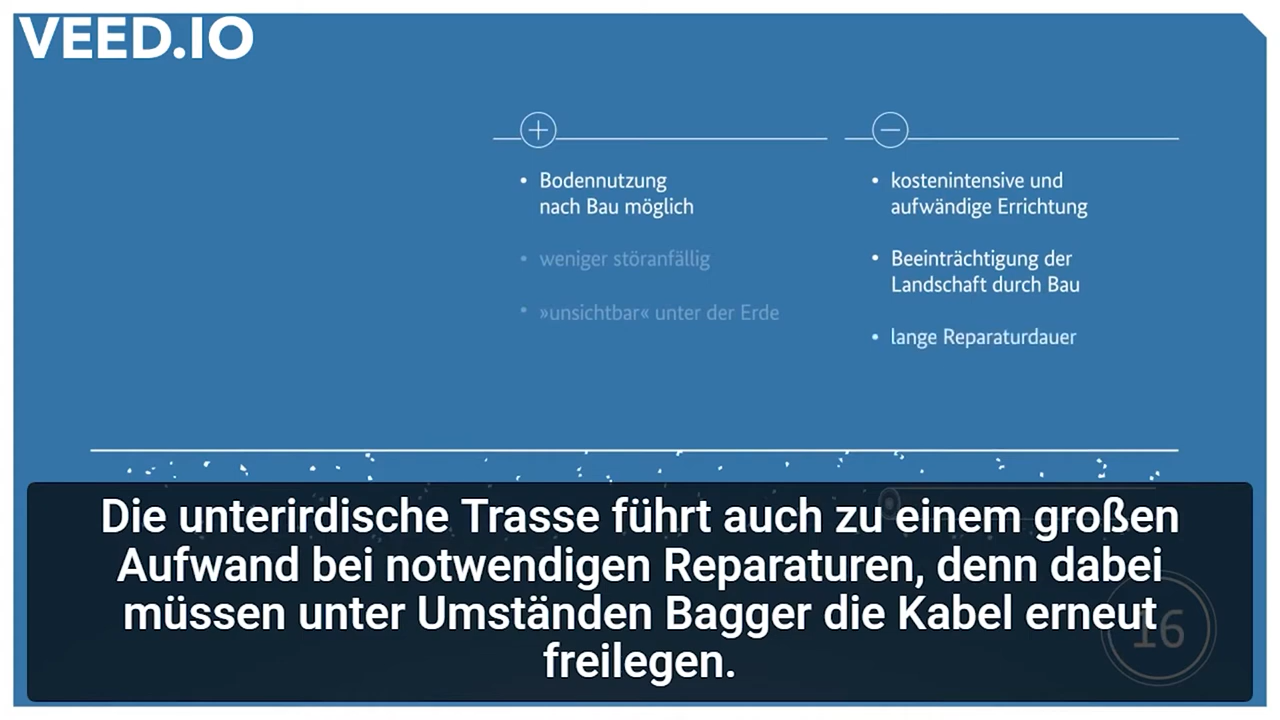 VEED.IO
+
−
• Bodennutzung
nach Bau möglich
• weniger störanfällig
• »unsichtbar« unter der Erde
• kostenintensive und
aufwändige Errichtung
• Beeinträchtigung der
Landschaft durch Bau
• lange Reparaturdauer
Die unterirdische Trasse führt auch zu einem großen
Aufwand bei notwendigen Reparaturen, denn dabei
müssen unter Umständen Bagger die Kabel erneut
freilegen.
16